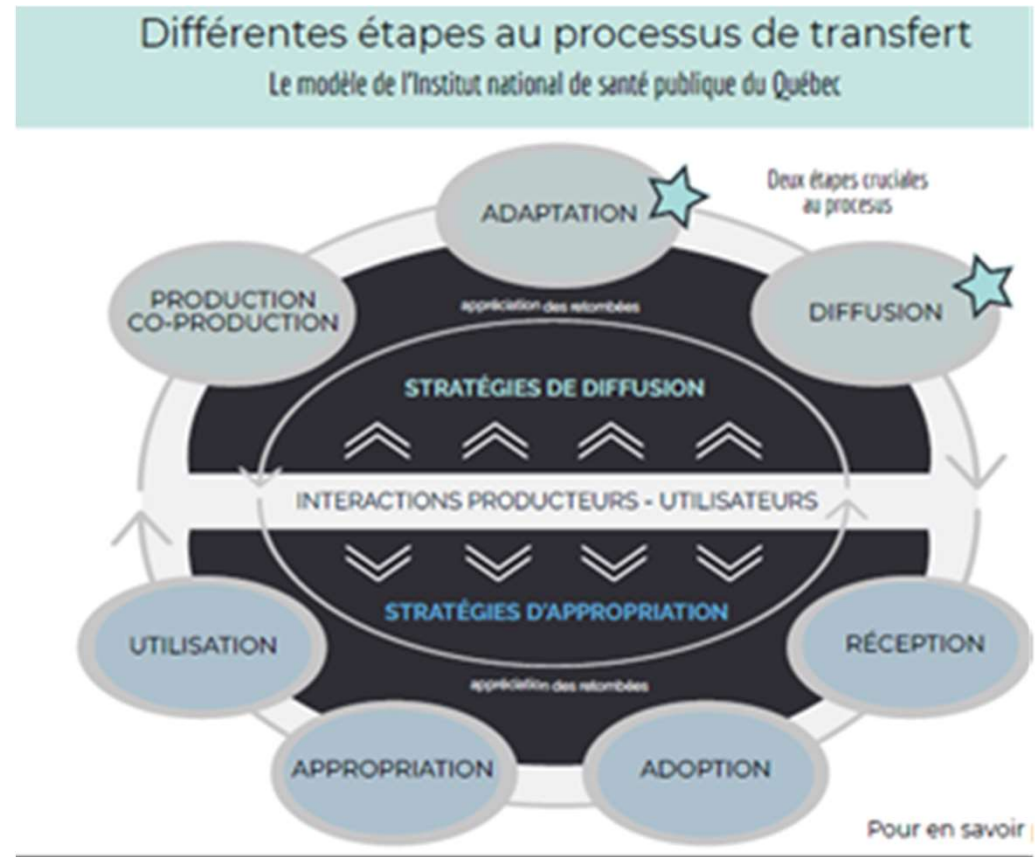 Différentes étapes au processus de transfert
Le modèle de l'Institut national de santé publique du Québec
Deux étapes cruciales
au procesus
ADAPTATION
PRODUCTION
CO-PRODUCTION
DIFFUSION
appréciation des retombées
STRATÉGIES DE DIFFUSION
INTERACTIONS PRODUCTEURS - UTILISATEURS
STRATÉGIES D'APPROPRIATION
UTILISATION
RÉCEPTION
appréciation des retombées
APPROPRIATION
ADOPTION
Pour en savoir